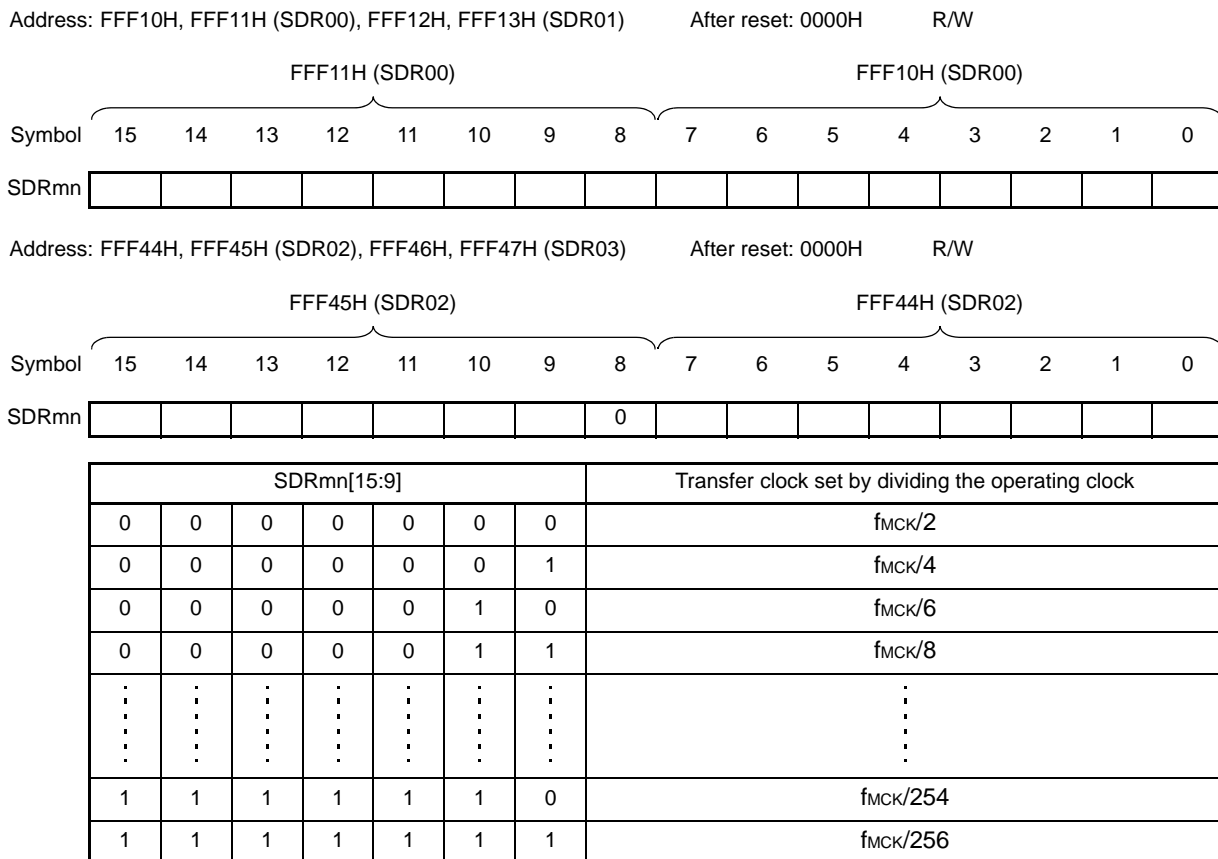 Address: FFF10H, FFF11H (SDR00), FFF12H, FFF13H (SDR01) After reset: 0000H R/W
FFF11H (SDR00) FFF10H (SDR00)
Symbol 15 14 13 12 11 10 9 8 7 6 5 4 3 2 1 0
SDRmn
Address: FFF44H, FFF45H (SDR02), FFF46H, FFF47H (SDR03) After reset: 0000H R/W
FFF45H (SDR02) FFF44H (SDR02)
Symbol 15 14 13 12 11 10 9 8 7 6 5 4 3 2 1 0
SDRmn 0
SDRmn[15:9] Transfer clock set by dividing the operating clock
0 0 0 0 0 0 0 fMCK/2
0 0 0 0 0 0 1 fMCK/4
0 0 0 0 0 1 0 fMCK/6
0 0 0 0 0 1 1 fMCK/8
1 1 1 1 1 1 0 fMCK/254
1 1 1 1 1 1 1 fMCK/256